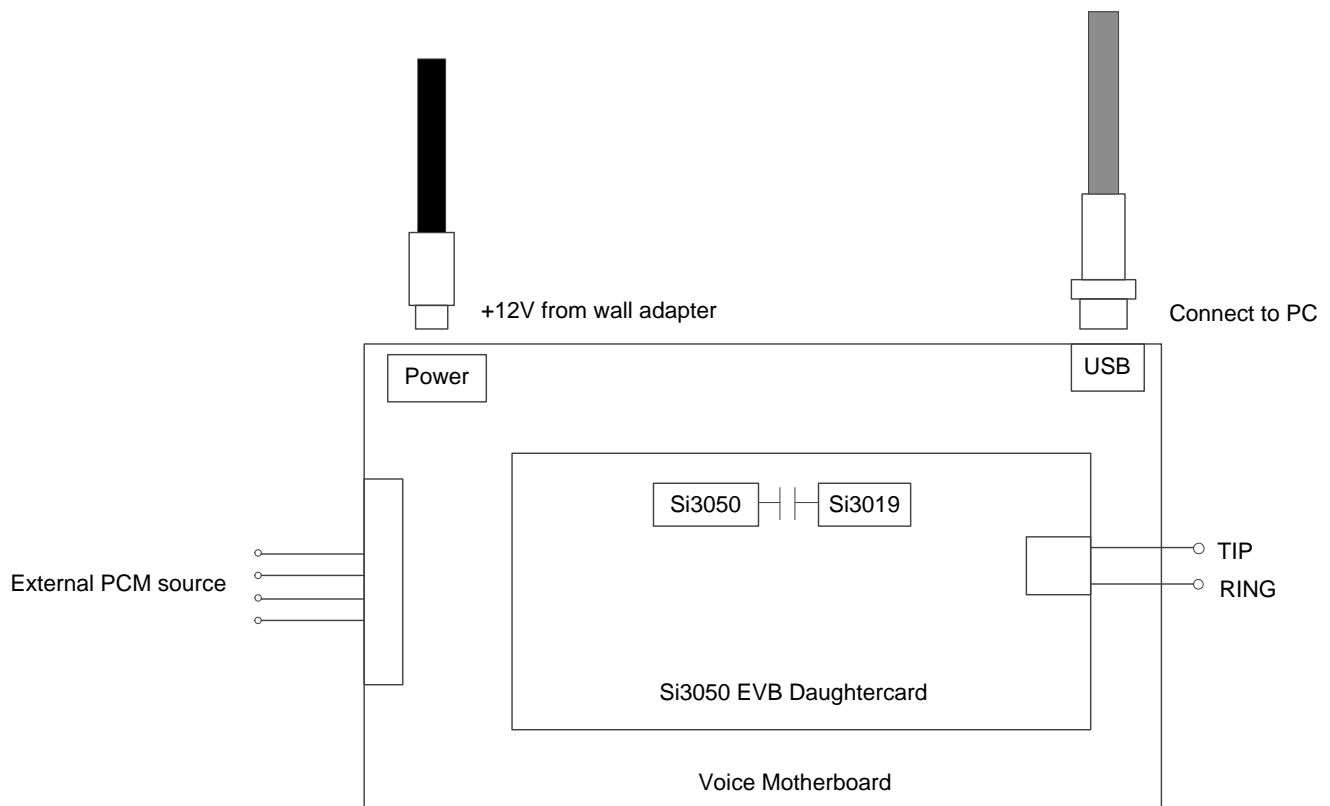 +12V from wall adapter
Connect to PC
Power
USB
Si3050
Si3019
TIP
External PCM source
RING
Si3050 EVB Daughtercard
Voice Motherboard